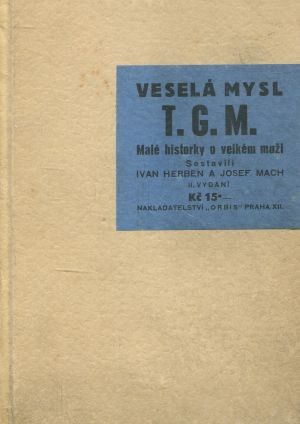 VESELÁ MYSL
T. G. M.
Malé historky o velkém muži
Sestavili
IVAN HERBEN A JOSEF MACH
II. VYDÁNÍ
Kč 15·—
NAKLADATELSTVÍ „ORBIS" PRAHA, XII.